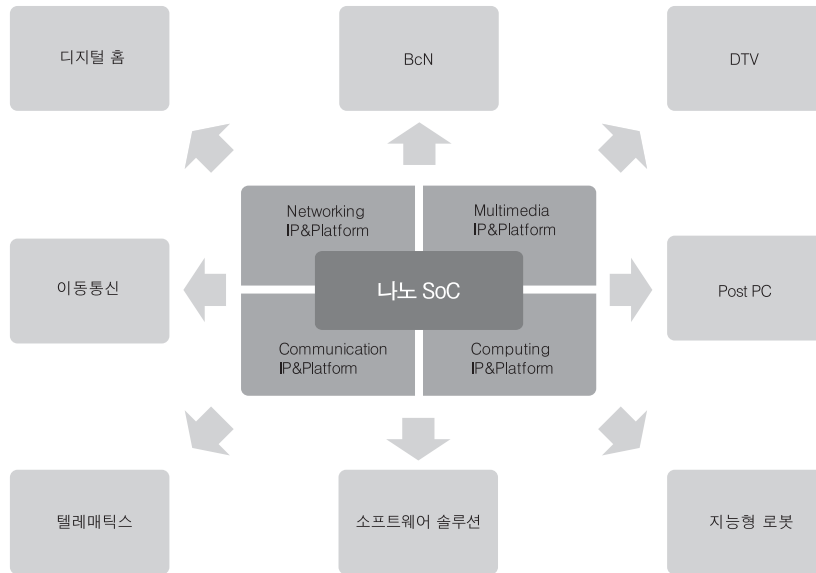 디지털 홈
BcN
DTV
Networking
IP&Platform
Multimedia
IP&Platform
이동통신
나노 SoC
Post PC
Communication
IP&Platform
Computing
IP&Platform
텔레매틱스
소프트웨어 솔루션
지능형 로봇